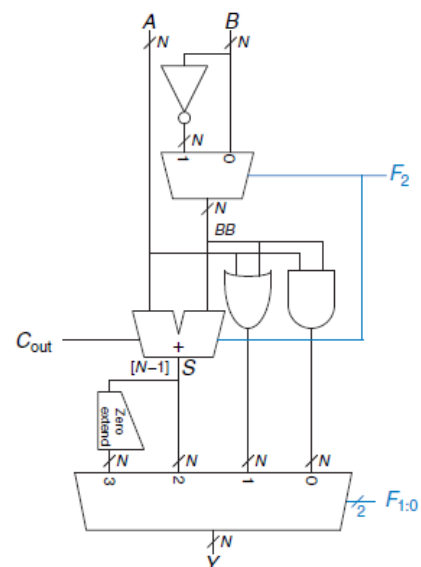 A B
N N
N
1 0
F2
N
BB
Cout
+
[N–1] S
Zero extend
N N N N
3 2 1 0
2 F1:0
N
Y